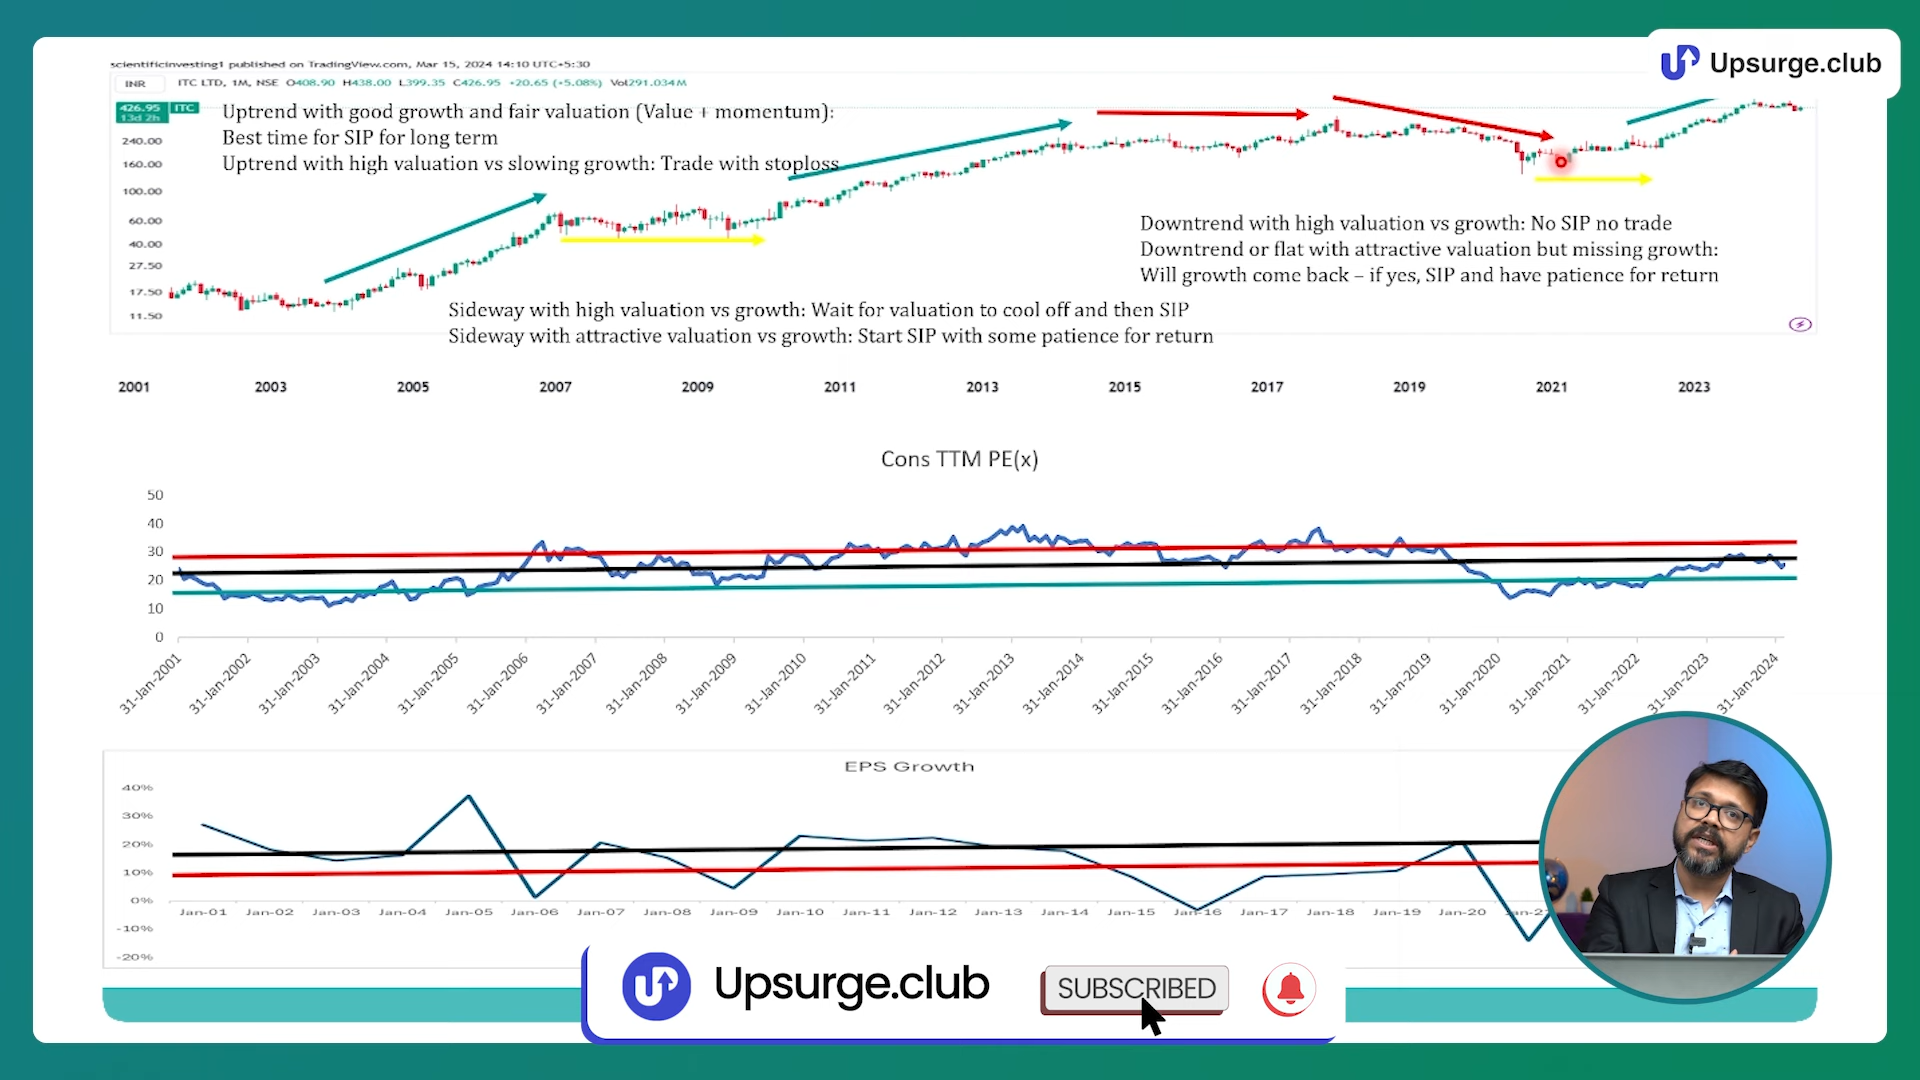 Upsurge.club
scientificinvesting1 published on TradingView.com, Mar 15, 2024 14:10 UTC+5:30
INR
ITC LTD, 1M, NSE O408.90 H438.00 L399.35 C426.95 +20.65 (+5.08%) Vol291.034M
426.95 ITC
13d 2h
Uptrend with good growth and fair valuation (Value + momentum):
Best time for SIP for long term
Uptrend with high valuation vs slowing growth: Trade with stoploss
240.00
160.00
100.00
60.00
40.00
27.50
17.50
11.50
Downtrend with high valuation vs growth: No SIP no trade
Downtrend or flat with attractive valuation but missing growth:
Will growth come back – if yes, SIP and have patience for return
Sideway with high valuation vs growth: Wait for valuation to cool off and then SIP
Sideway with attractive valuation vs growth: Start SIP with some patience for return
2001 2003 2005 2007 2009 2011 2013 2015 2017 2019 2021 2023
Cons TTM PE(x)
50
40
30
20
10
0
31-Jan-2001 31-Jan-2002 31-Jan-2003 31-Jan-2004 31-Jan-2005 31-Jan-2006 31-Jan-2007 31-Jan-2008 31-Jan-2009 31-Jan-2010 31-Jan-2011 31-Jan-2012 31-Jan-2013 31-Jan-2014 31-Jan-2015 31-Jan-2016 31-Jan-2017 31-Jan-2018 31-Jan-2019 31-Jan-2020 31-Jan-2021 31-Jan-2022 31-Jan-2023 31-Jan-2024
EPS Growth
40%
30%
20%
10%
0%
-10%
-20%
Jan-01 Jan-02 Jan-03 Jan-04 Jan-05 Jan-06 Jan-07 Jan-08 Jan-09 Jan-10 Jan-11 Jan-12 Jan-13 Jan-14 Jan-15 Jan-16 Jan-17 Jan-18 Jan-19 Jan-20
Upsurge.club
SUBSCRIBED